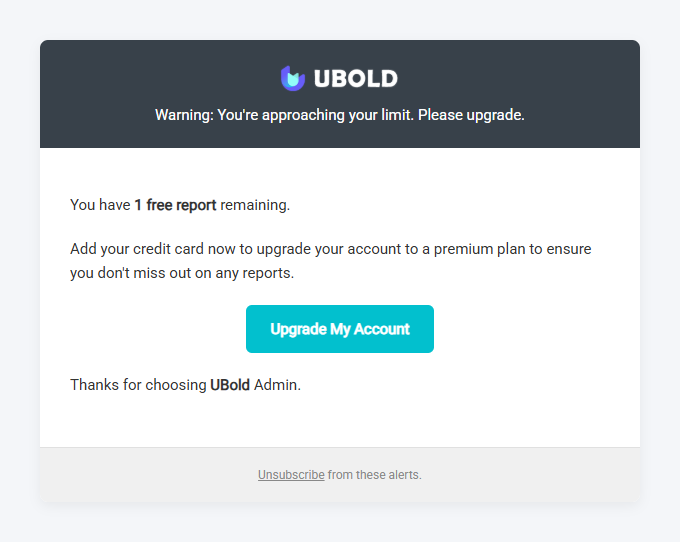 UBOLD
Warning: You're approaching your limit. Please upgrade.
You have 1 free report remaining.
Add your credit card now to upgrade your account to a premium plan to ensure
you don't miss out on any reports.
Upgrade My Account
Thanks for choosing UBold Admin.
Unsubscribe from these alerts.